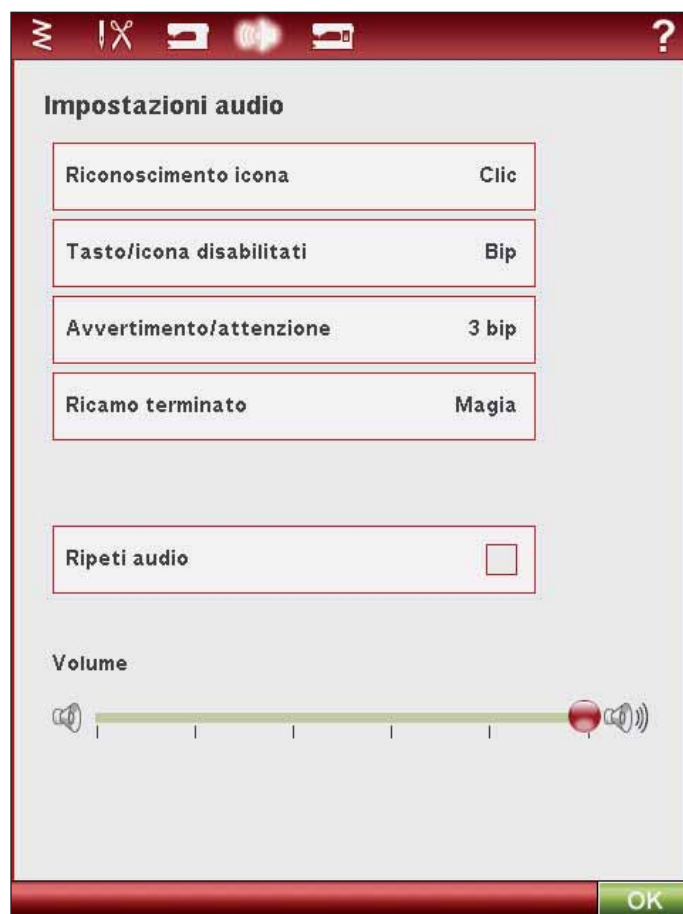 ?
Impostazioni audio
Riconoscimento icona Clic
Tasto/icona disabilitati Bip
Avvertimento/attenzione 3 bip
Ricamo terminato Magia
Ripeti audio
Volume
OK